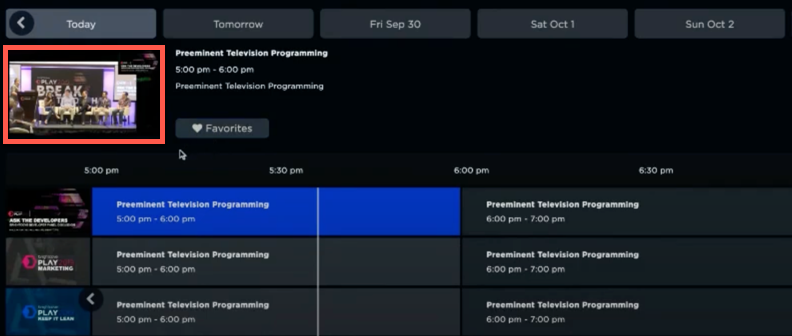 Today
Tomorrow
Fri Sep 30
Sat Oct 1
Sun Oct 2
PLAY
BREAK
Preeminent Television Programming
5:00 pm - 6:00 pm
Preeminent Television Programming
Favorites
5:00 pm
5:30 pm
6:00 pm
6:30 pm
ASK THE DEVELOPERS
Preeminent Television Programming
5:00 pm - 6:00 pm
Preeminent Television Programming
6:00 pm - 7:00 pm
PLAY
MARKETING
Preeminent Television Programming
5:00 pm - 6:00 pm
Preeminent Television Programming
6:00 pm - 7:00 pm
PLAY
KEEP IT LEAN
Preeminent Television Programming
5:00 pm - 6:00 pm
Preeminent Television Programming
6:00 pm - 7:00 pm